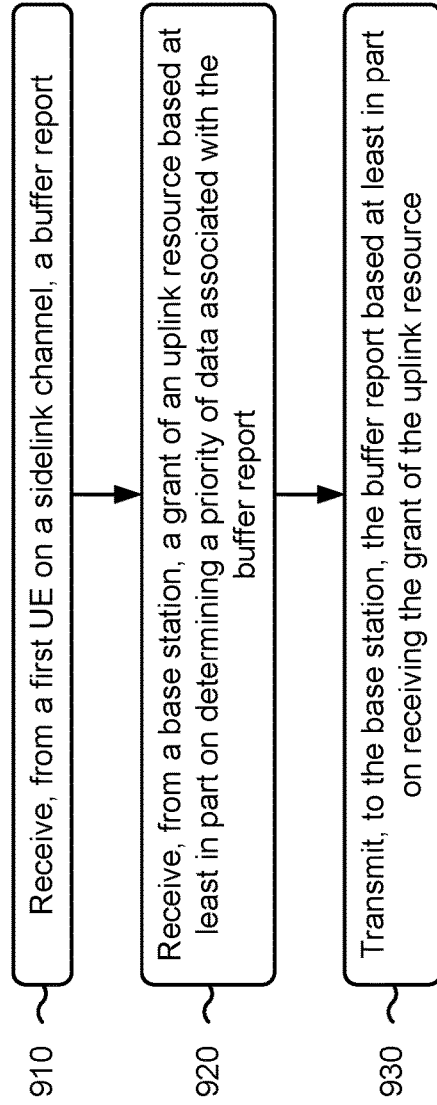 910
Receive, from a first UE on a sidelink channel, a buffer report
920
Receive, from a base station, a grant of an uplink resource based at
least in part on determining a priority of data associated with the
buffer report
930
Transmit, to the base station, the buffer report based at least in part
on receiving the grant of the uplink resource